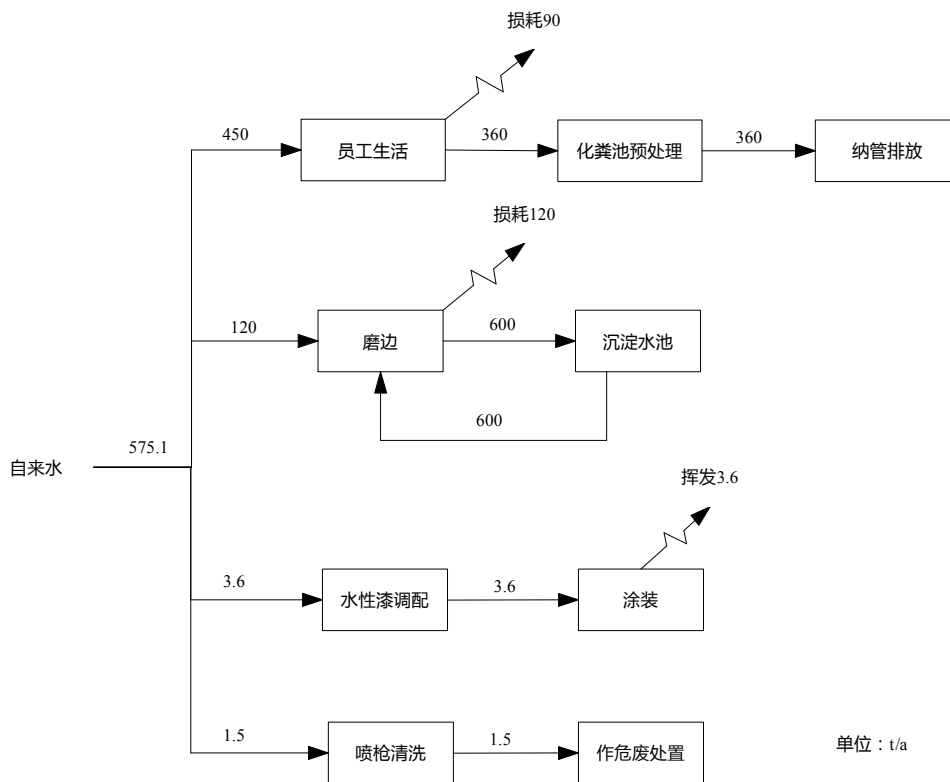 损耗90
450
员工生活
360
化粪池预处理
360
纳管排放
损耗120
120
磨边
600
沉淀水池
600
自来水
575.1
挥发3.6
3.6
水性漆调配
3.6
涂装
1.5
喷枪清洗
1.5
作危废处置
单位：t/a